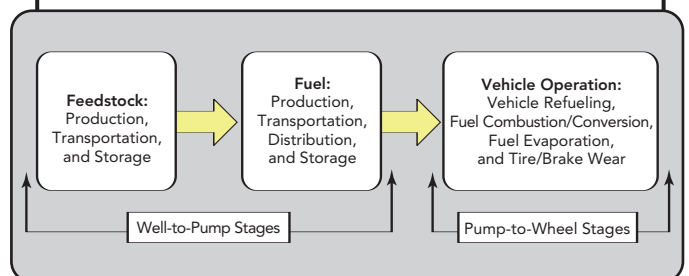 Feedstock:
Production,
Transportation,
and Storage
Fuel:
Production,
Transportation,
Distribution,
and Storage
Vehicle Operation:
Vehicle Refueling,
Fuel Combustion/Conversion,
Fuel Evaporation,
and Tire/Brake Wear
Well-to-Pump Stages
Pump-to-Wheel Stages